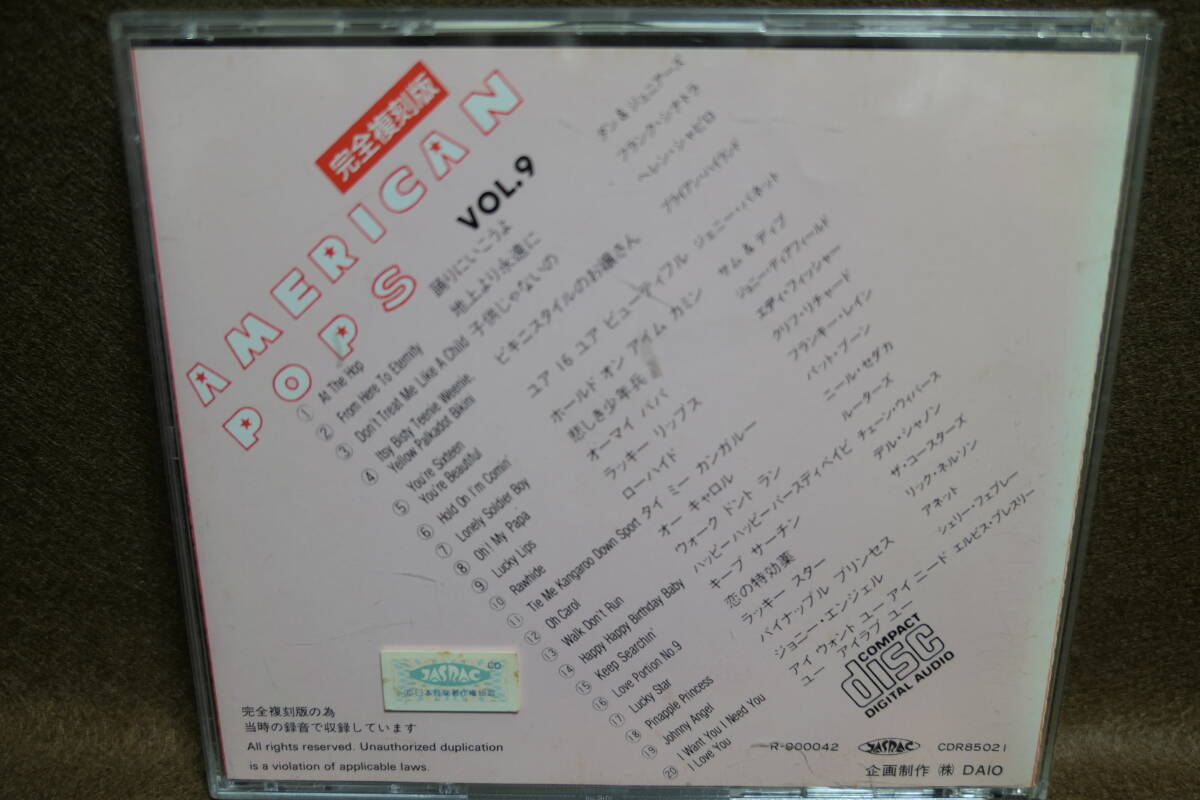 完全復刻版
AMERICAN
POPS
VOL.9
① At The Hop 踊りにいこうよ ダン & ジュニアーズ
② From Here To Eternity 地上より永遠に フランク・シナトラ
③ Don't Treat Me Like A Child 子供じゃないの ヘレン・シャピロ
④ Itsy Bisty Teenie Weenie.
Yellow Palkadot Bikini ビキニスタイルのお嬢さん ブライアン・ハイランド
⑤ You're Sixteen
You're Beautiful ユア 16 ユア ビューティフル ジョニー・バーネット
⑥ Hold On I'm Comin' ホールド オン アイム カミン サム & デイブ
⑦ Lonely Soldier Boy 悲しき少年兵 ジョニー・ディアフィールド
⑧ Oh! My Papa オーマイ パパ エディ・フィッシャー
⑨ Lucky Lips ラッキー リップス クリフ・リチャード
⑩ Rawhide ローハイド フランキー・レイン
⑪ Tie Me Kangaroo Down Sport タイ ミー カンガルー パット・ブーン
⑫ Oh Carol オー キャロル ニール・セダカ
⑬ Walk Don't Run ウォーク ドント ラン ルーターズ
⑭ Happy Happy Birthday Baby ハッピーハッピーバースディベイビ チューン・ウィバース
⑮ Keep Searchin' キープ サーチン デル・シャノン
⑯ Love Portion No.9 恋の特効薬 ザ・コースターズ
⑰ Lucky Star ラッキー スター リック・ネルソン
⑱ Pinapple Princess パイナップル プリンセス アネット
⑲ Johnny Angel ジョニー・エンジェル シェリー・フェブレー
⑳ I Want You I Need You
I Love You アイ ウォント ユー アイ ニード
ユー アイラブ ユー エルビス・プレスリー
COMPACT
disc
DIGITAL AUDIO
JASRAC
CD
完全復刻版の為
当時の録音で収録しています
All rights reserved. Unauthorized duplication
is a violation of applicable laws.
R-900042 JASRAC CDR85021
企画制作 ㈱ DAIO